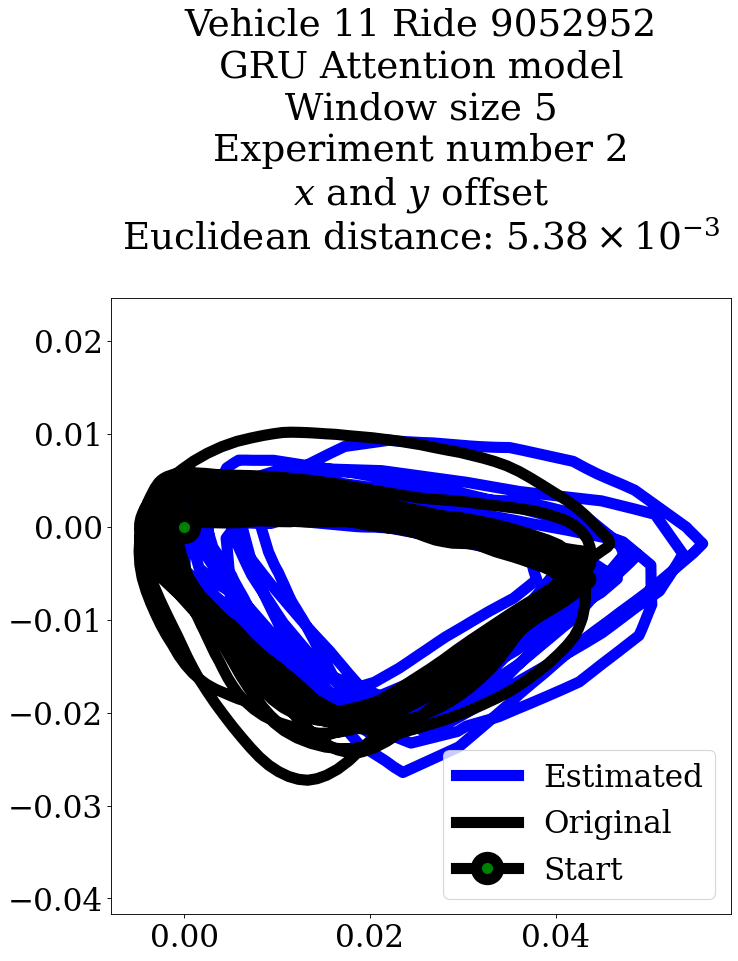 Vehicle 11 Ride 9052952
GRU Attention model
Window size 5
Experiment number 2
x and y offset
Euclidean distance: 5.38 × 10⁻³
0.02
0.01
0.00
−0.01
−0.02
−0.03
−0.04
0.00 0.02 0.04
Estimated
Original
Start